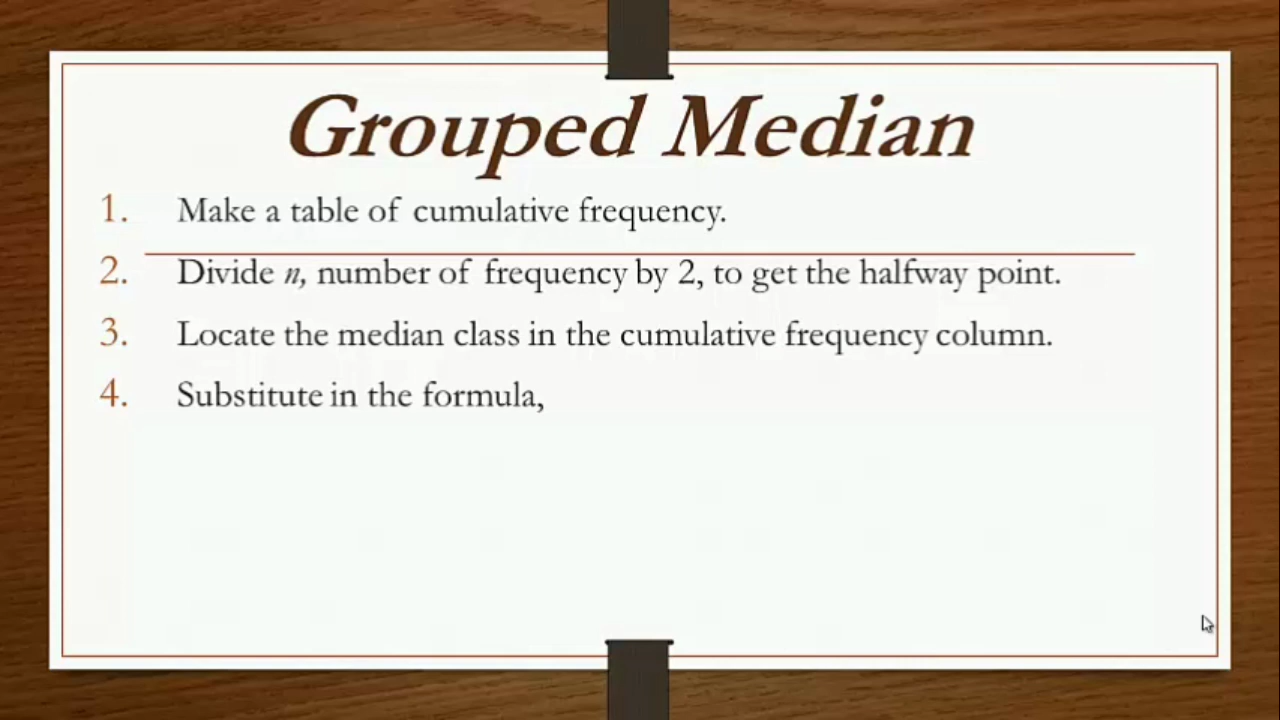 Grouped Median
1. Make a table of cumulative frequency.
2. Divide n, number of frequency by 2, to get the halfway point.
3. Locate the median class in the cumulative frequency column.
4. Substitute in the formula,